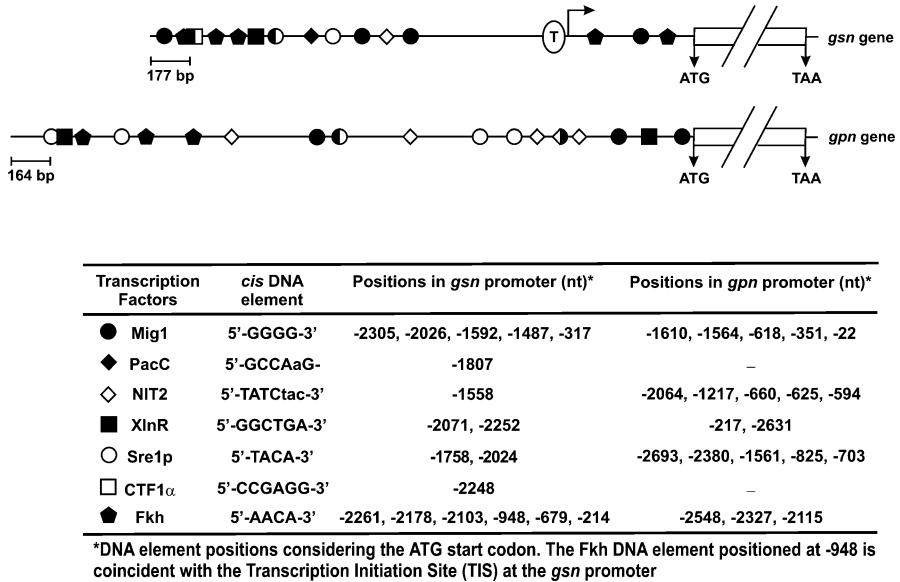 T
gsn gene
177 bp
ATG
TAA
gpn gene
164 bp
ATG
TAA
Transcription Factors
cis DNA element
Positions in gsn promoter (nt)*
Positions in gpn promoter (nt)*
Mig1 5’-GGGG-3’ -2305, -2026, -1592, -1487, -317 -1610, -1564, -618, -351, -22
PacC 5’-GCCAaG- -1807 –
NIT2 5’-TATCtac-3’ -1558 -2064, -1217, -660, -625, -594
XlnR 5’-GGCTGA-3’ -2071, -2252 -217, -2631
Sre1p 5’-TACA-3’ -1758, -2024 -2693, -2380, -1561, -825, -703
CTF1α 5’-CCGAGG-3’ -2248 –
Fkh 5’-AACA-3’ -2261, -2178, -2103, -948, -679, -214 -2548, -2327, -2115
*DNA element positions considering the ATG start codon. The Fkh DNA element positioned at -948 is
coincident with the Transcription Initiation Site (TIS) at the gsn promoter